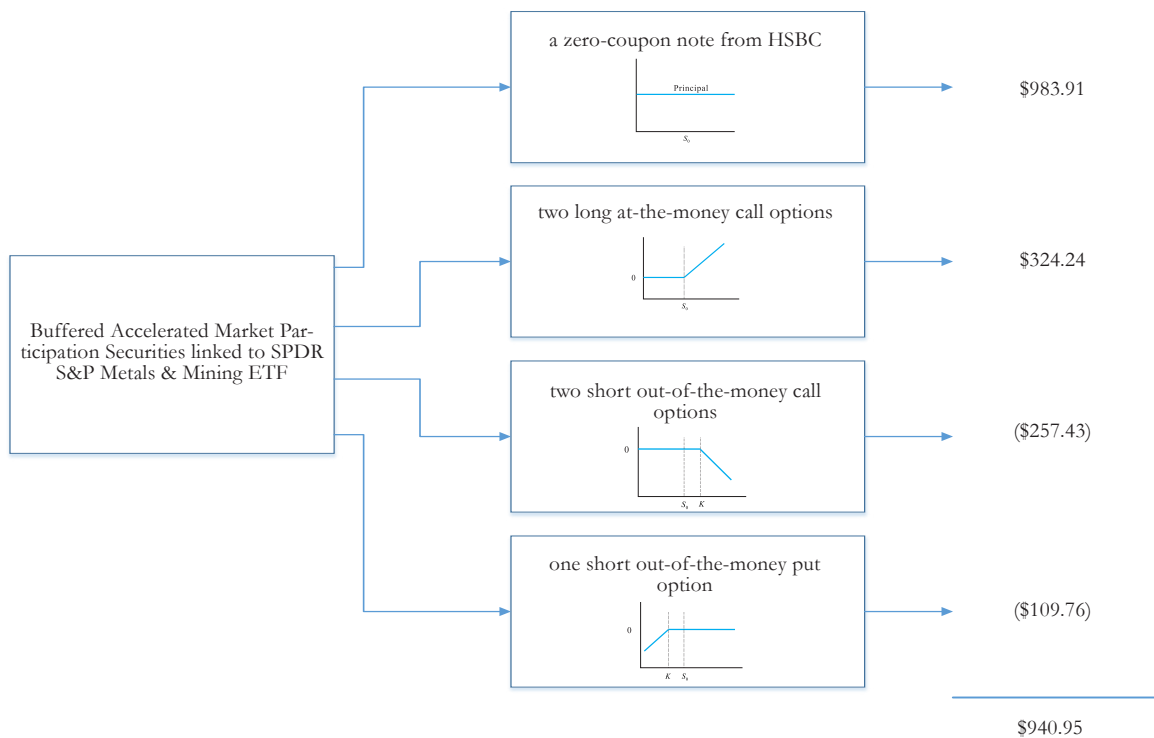 a zero-coupon note from HSBC
Principal
S₀
$983.91
two long at-the-money call options
0
S₀
$324.24
Buffered Accelerated Market Par-
ticipation Securities linked to SPDR
S&P Metals & Mining ETF
two short out-of-the-money call
options
0
S₀ K
($257.43)
one short out-of-the-money put
option
0
K S₀
($109.76)
$940.95